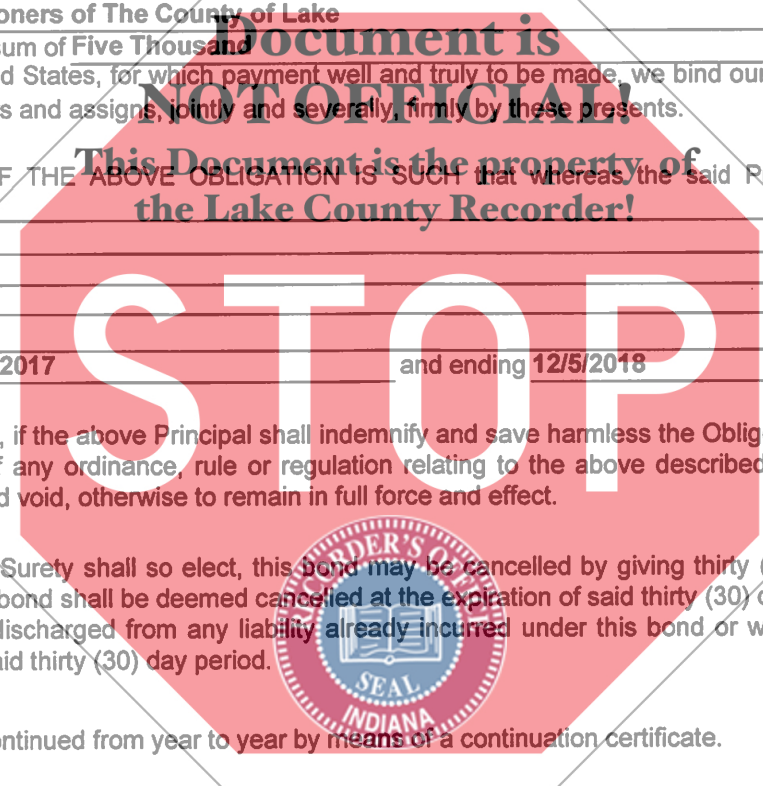 oners of The County of Lake
sum of Five Thousand
Document is
d States, for which payment well and truly to be made, we bind our
NOT OFFICIAL!
s and assigns, jointly and severally, firmly by these presents.
This Document is the property of
F THE ABOVE OBLIGATION IS SUCH that whereas the said P
the Lake County Recorder!
STOP
2017 and ending 12/5/2018
, if the above Principal shall indemnify and save harmless the Oblig
f any ordinance, rule or regulation relating to the above described
d void, otherwise to remain in full force and effect.
Surety shall so elect, this bond may be cancelled by giving thirty (
bond shall be deemed cancelled at the expiration of said thirty (30)
discharged from any liability already incurred under this bond or w
aid thirty (30) day period.
RECORDER'S OFFICE
SEAL
INDIANA
ontinued from year to year by means of a continuation certificate.